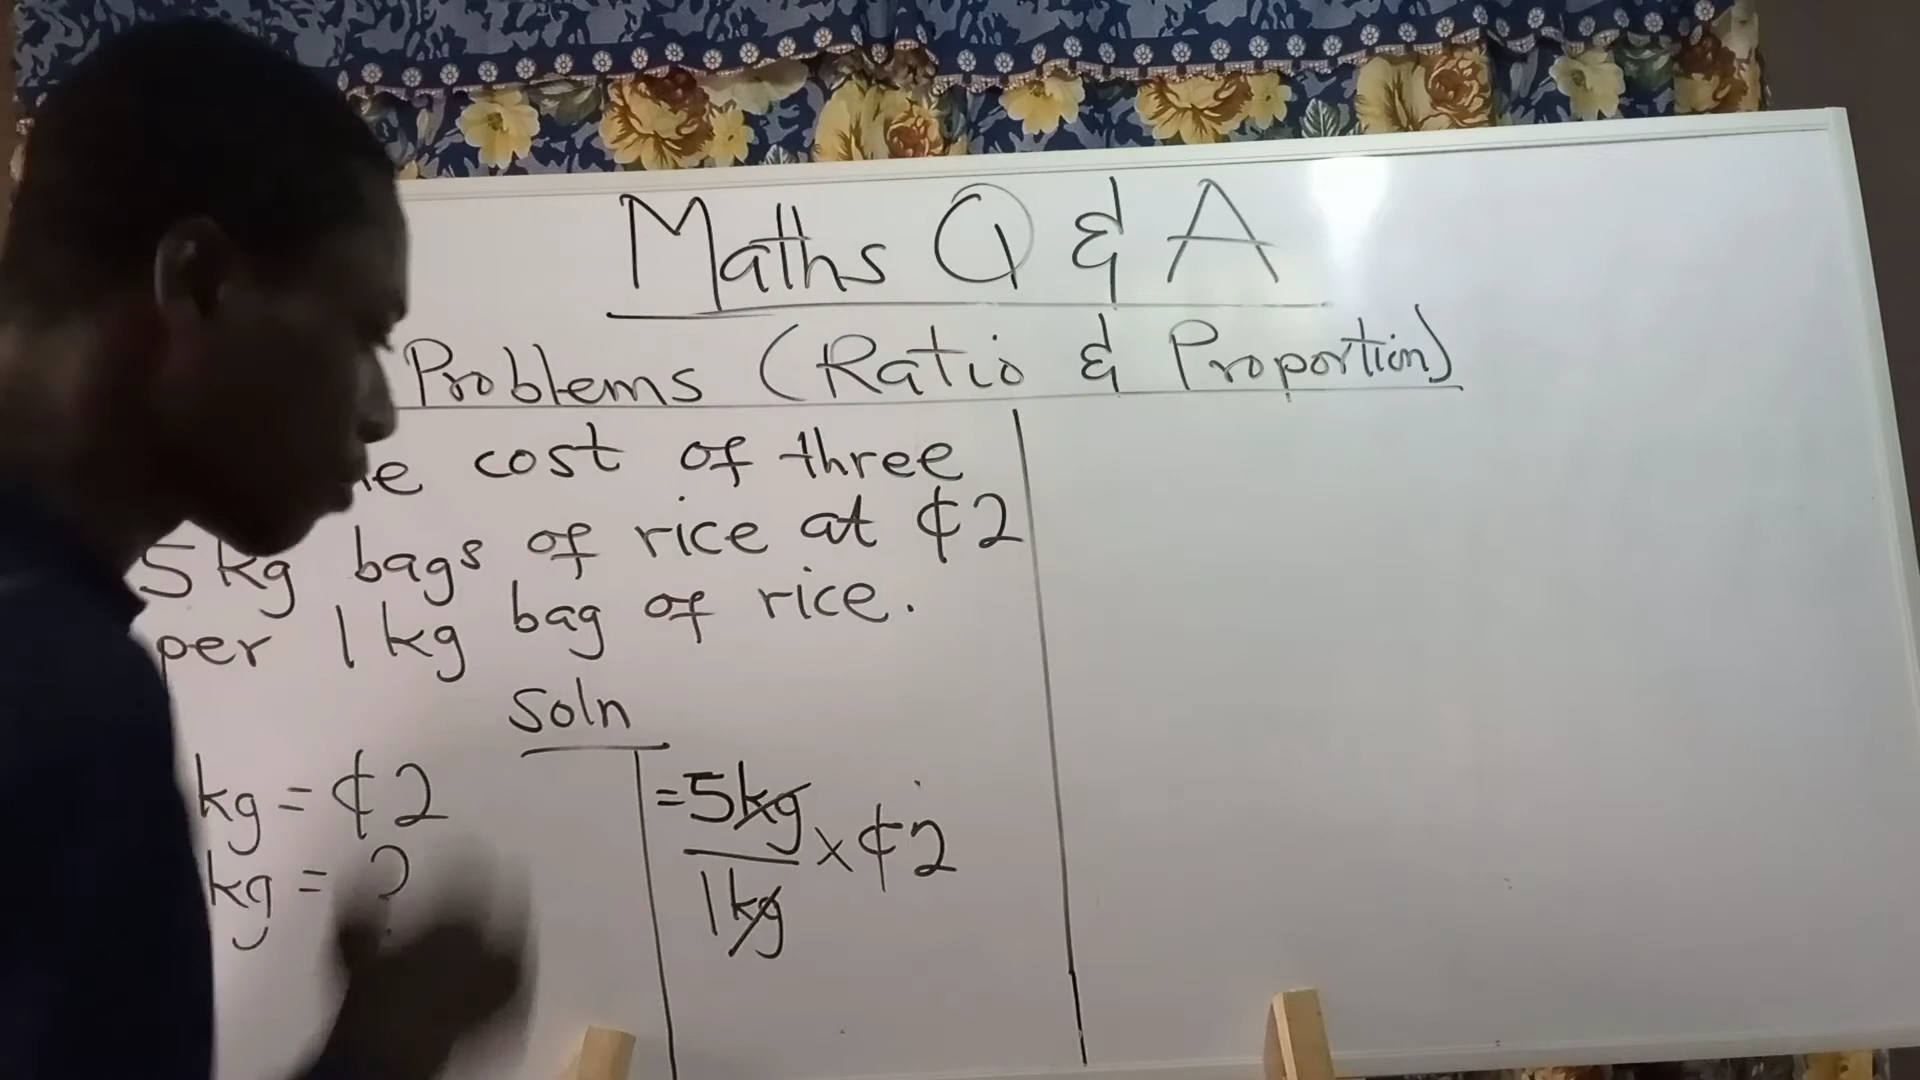 Maths Q & A
Problems (Ratio & Proportion)
cost of three
5kg bags of rice at ₵2
per 1kg bag of rice.
Soln
kg = ₵2
kg = ?
= 5kg
1kg
× ₵2